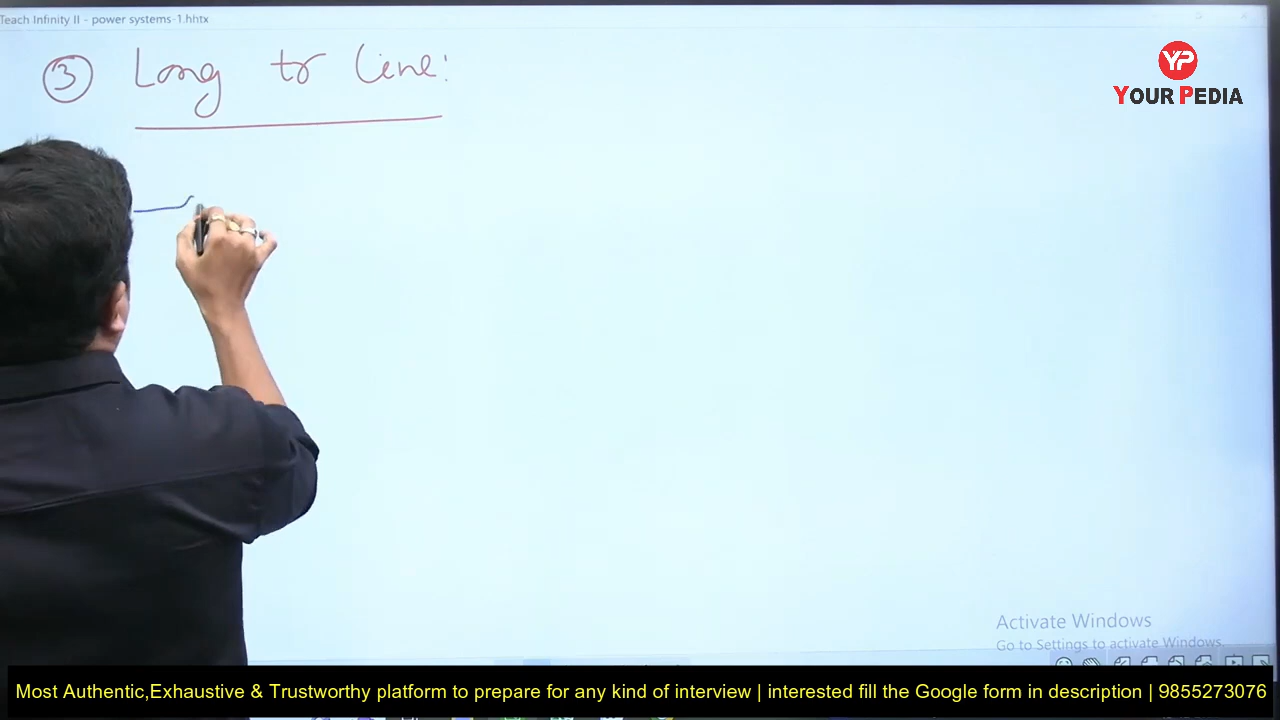 Teach Infinity II - power systems-1.hhtx
③ Long tr line:
YP
YOUR PEDIA
Activate Windows
Go to Settings to activate Windows.
Most Authentic,Exhaustive & Trustworthy platform to prepare for any kind of interview | interested fill the Google form in description | 9855273076